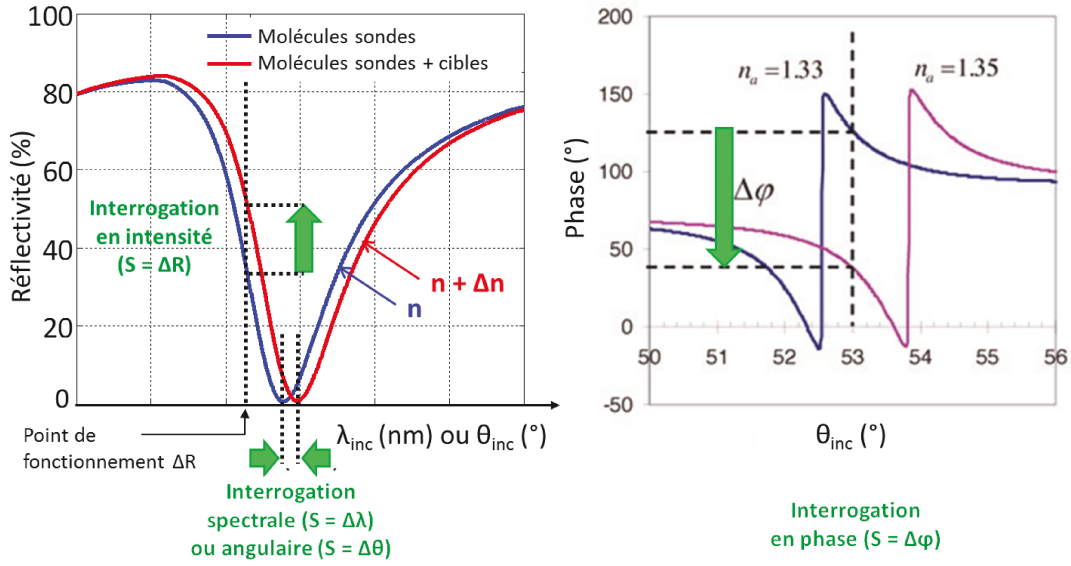 100
80
60
40
20
0
Réflectivité (%)
Molécules sondes
Molécules sondes + cibles
Interrogation
en intensité
(S = ΔR)
n + Δn
n
Point de
fonctionnement ΔR
λinc (nm) ou θinc (°)
Interrogation
spectrale (S = Δλ)
ou angulaire (S = Δθ)
200
150
100
50
0
-50
Phase (°)
na = 1.33
na = 1.35
Δφ
50 51 52 53 54 55 56
θinc (°)
Interrogation
en phase (S = Δφ)